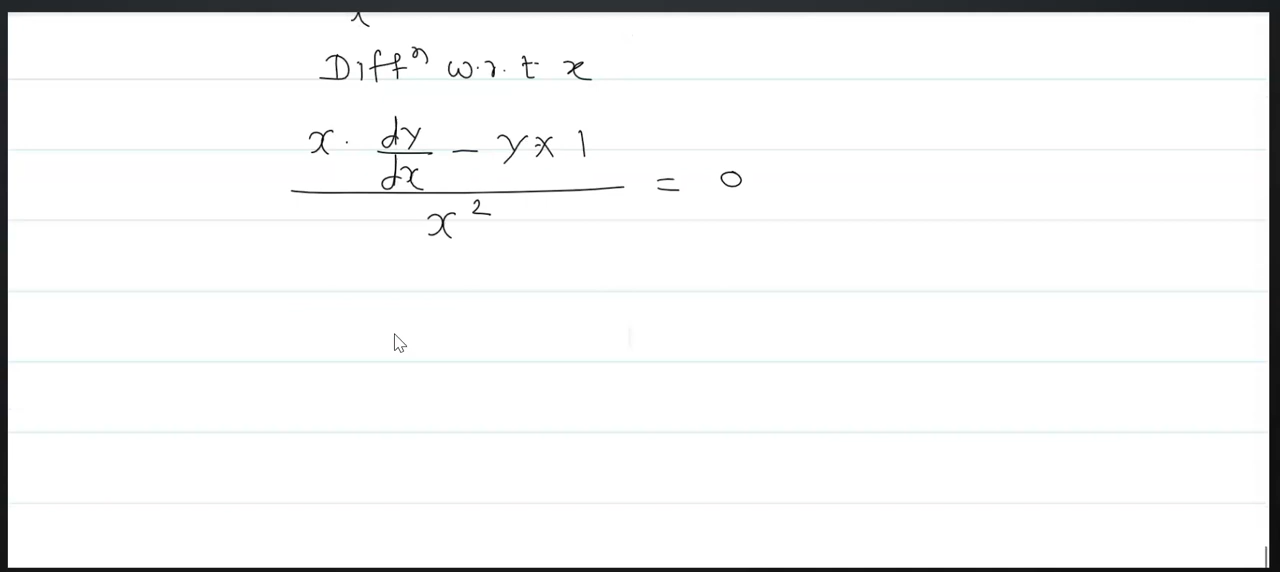 x
Diffⁿ w.r.t x
x · dy/dx - y × 1
/ x² = 0